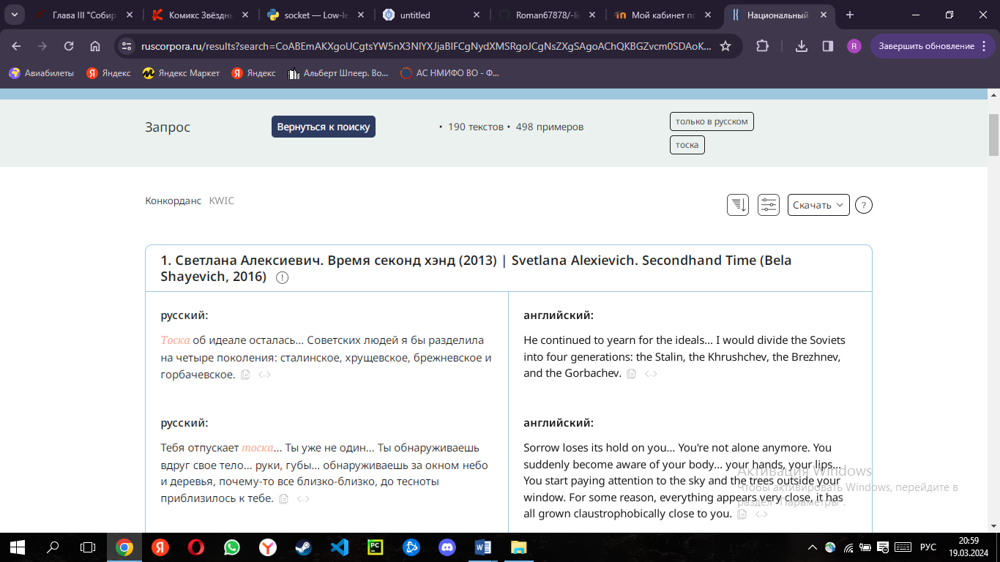 Глава III "Собир
Комикс Звёздны
socket — Low-le
untitled
Roman67878/-lir
Мой кабинет по
Национальный
ruscorpora.ru/results?search=CoABEmAKXgoUCgtsYW5nX3NlYXJjaBIFCgNydXMSRgoJCgNsZXgSAgoAChQKBGZvcm0SDAoK...
R
Завершить обновление
Авиабилеты
Яндекс
Яндекс Маркет
Яндекс
Альберт Шпеер. Во...
АС НМИФО ВО - Ф...
Запрос
Вернуться к поиску
• 190 текстов • 498 примеров
только в русском
тоска
Конкорданс KWIC
Скачать
?
1. Светлана Алексиевич. Время секонд хэнд (2013) | Svetlana Alexievich. Secondhand Time (Bela
Shayevich, 2016)
русский:
Тоска об идеале осталась... Советских людей я бы разделила
на четыре поколения: сталинское, хрущевское, брежневское и
горбачевское.
английский:
He continued to yearn for the ideals... I would divide the Soviets
into four generations: the Stalin, the Khrushchev, the Brezhnev,
and the Gorbachev.
русский:
Тебя отпускает тоска... Ты уже не один... Ты обнаруживаешь
вдруг свое тело... руки, губы... обнаруживаешь за окном небо
и деревья, почему-то все близко-близко, до тесноты
приблизилось к тебе.
английский:
Sorrow loses its hold on you... You're not alone anymore. You
suddenly become aware of your body... your hands, your lips...
You start paying attention to the sky and the trees outside your
window. For some reason, everything appears very close, it has
all grown claustrophobically close to you.
Активация Windows
Чтобы активировать Windows, перейдите в
раздел "Параметры".
РУС
20:59
19.03.2024